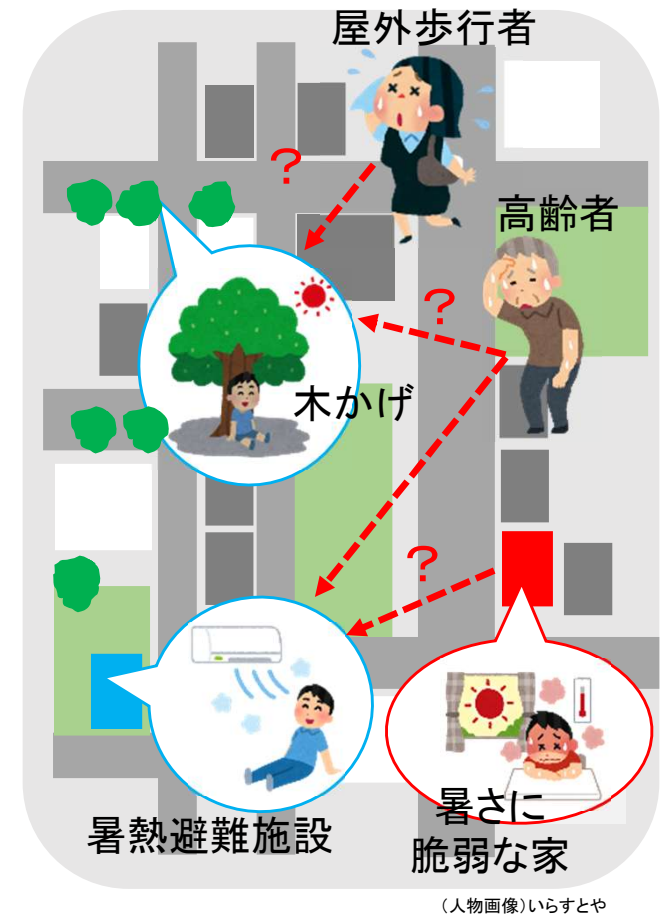 屋外歩行者
?
高齢者
?
木かげ
?
暑さに
脆弱な家
暑熱避難施設
（人物画像）いらすとや